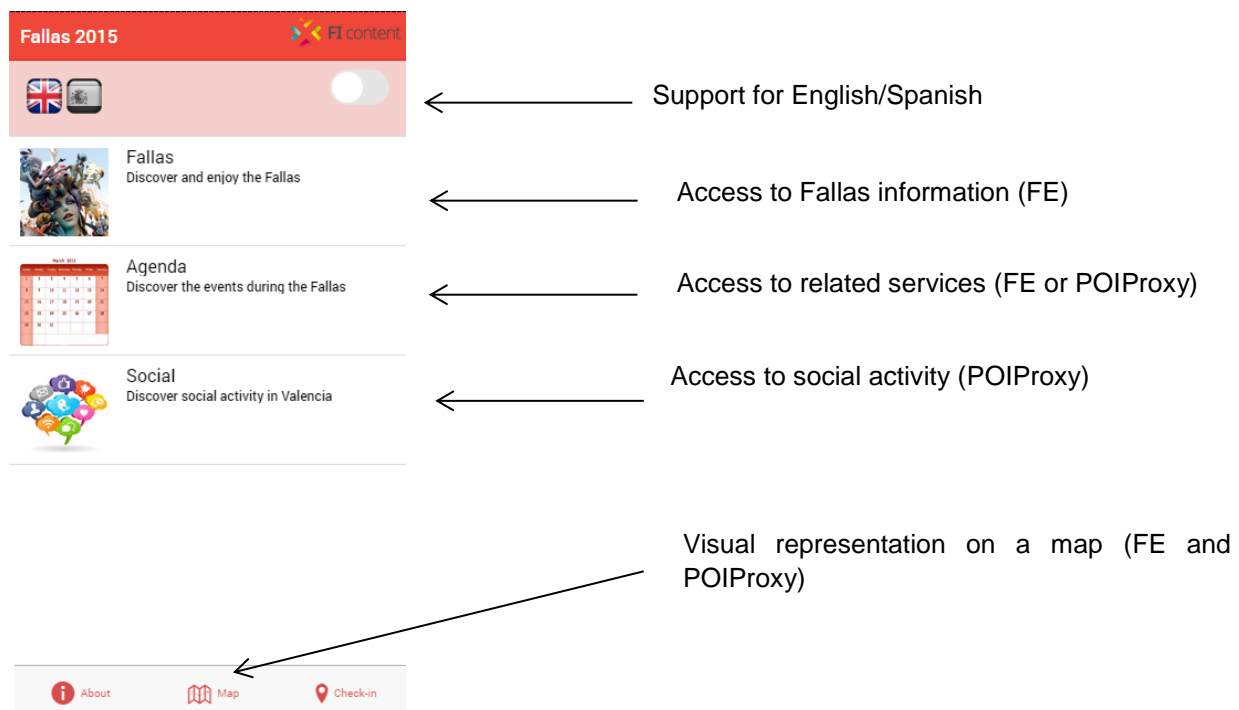 Fallas 2015
FI content
Support for English/Spanish
Fallas
Discover and enjoy the Fallas
Access to Fallas information (FE)
March 2015
Agenda
Discover the events during the Fallas
Access to related services (FE or POIProxy)
Social
Discover social activity in Valencia
Access to social activity (POIProxy)
Visual representation on a map (FE and
POIProxy)
About
Map
Check-in